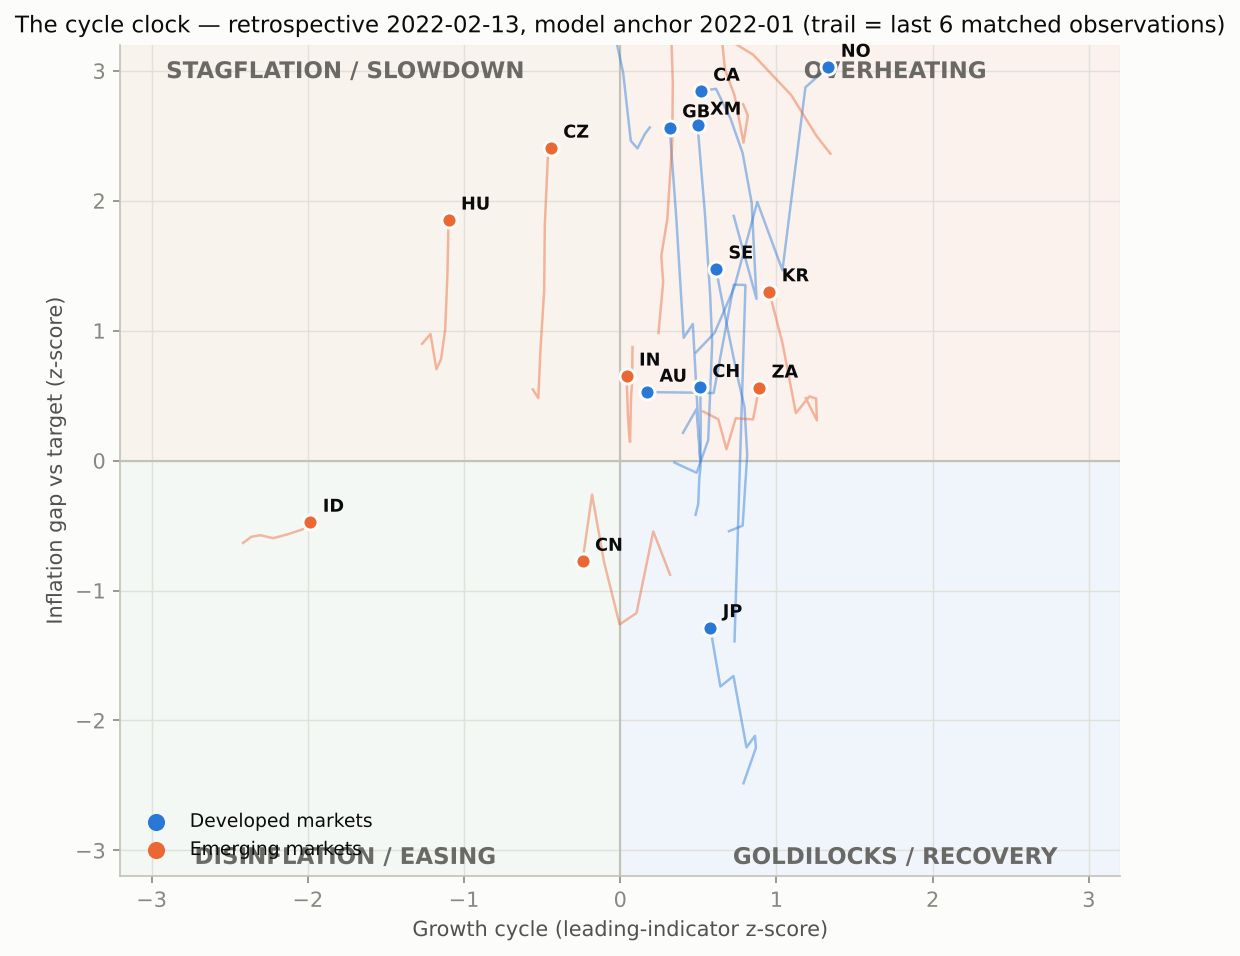 The cycle clock — retrospective 2022-02-13, model anchor 2022-01 (trail = last 6 matched observations)
STAGFLATION / SLOWDOWN
OVERHEATING
NO
CA
GB
XM
CZ
HU
SE
KR
IN
AU
CH
ZA
ID
CN
JP
Developed markets
Emerging markets
DISINFLATION / EASING
GOLDILOCKS / RECOVERY
3
2
1
0
−1
−2
−3
Inflation gap vs target (z-score)
−3
−2
−1
0
1
2
3
Growth cycle (leading-indicator z-score)